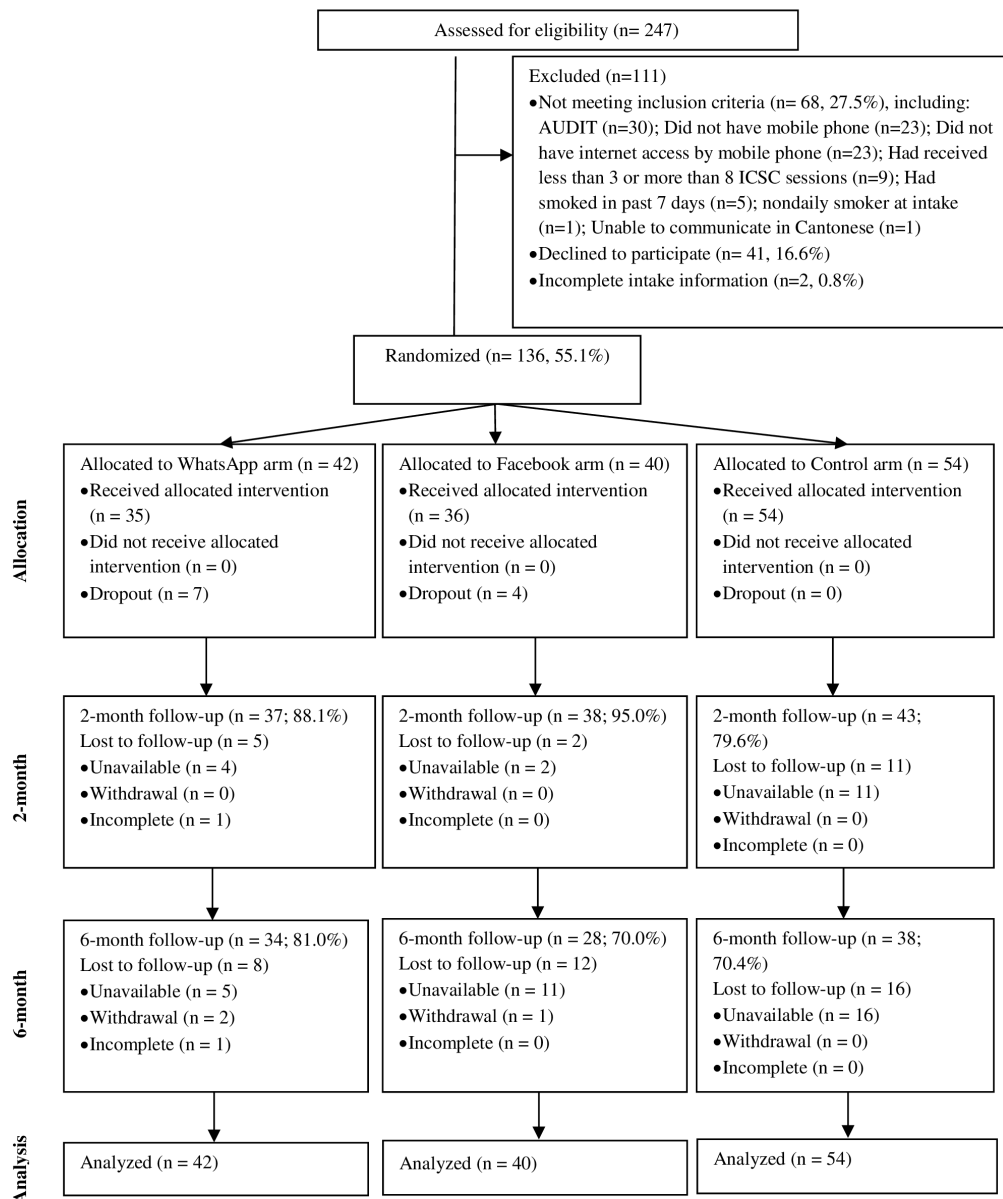 Assessed for eligibility (n= 247)
Excluded (n=111)
●Not meeting inclusion criteria (n= 68, 27.5%), including:
AUDIT (n=30); Did not have mobile phone (n=23); Did
not have internet access by mobile phone (n=23); Had
received less than 3 or more than 8 ICSC sessions (n=9); Had
smoked in past 7 days (n=5); nondaily smoker at intake
(n=1); Unable to communicate in Cantonese (n=1)
●Declined to participate (n= 41, 16.6%)
●Incomplete intake information (n=2, 0.8%)
Randomized (n= 136, 55.1%)
Allocation
Allocated to WhatsApp arm (n = 42)
●Received allocated intervention
(n = 35)
●Did not receive allocated
intervention (n = 0)
●Dropout (n = 7)
Allocated to Facebook arm (n = 40)
●Received allocated intervention
(n = 36)
●Did not receive allocated
intervention (n = 0)
●Dropout (n = 4)
Allocated to Control arm (n = 54)
●Received allocated intervention
(n = 54)
●Did not receive allocated
intervention (n = 0)
●Dropout (n = 0)
2-month
2-month follow-up (n = 37; 88.1%)
Lost to follow-up (n = 5)
●Unavailable (n = 4)
●Withdrawal (n = 0)
●Incomplete (n = 1)
2-month follow-up (n = 38; 95.0%)
Lost to follow-up (n = 2)
●Unavailable (n = 2)
●Withdrawal (n = 0)
●Incomplete (n = 0)
2-month follow-up (n = 43;
79.6%)
Lost to follow-up (n = 11)
●Unavailable (n = 11)
●Withdrawal (n = 0)
●Incomplete (n = 0)
6-month
6-month follow-up (n = 34; 81.0%)
Lost to follow-up (n = 8)
●Unavailable (n = 5)
●Withdrawal (n = 2)
●Incomplete (n = 1)
6-month follow-up (n = 28; 70.0%)
Lost to follow-up (n = 12)
●Unavailable (n = 11)
●Withdrawal (n = 1)
●Incomplete (n = 0)
6-month follow-up (n = 38;
70.4%)
Lost to follow-up (n = 16)
●Unavailable (n = 16)
●Withdrawal (n = 0)
●Incomplete (n = 0)
Analysis
Analyzed (n = 42)
Analyzed (n = 40)
Analyzed (n = 54)